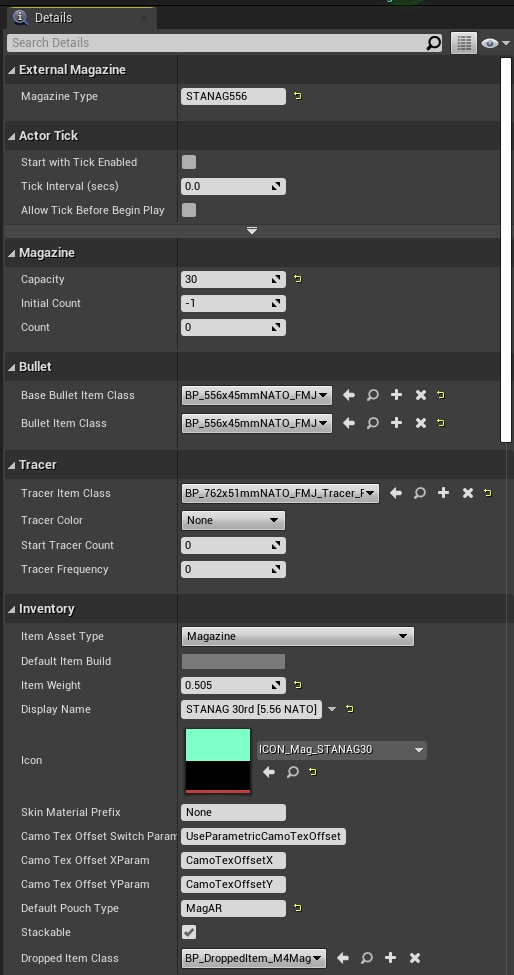 Details
Search Details
External Magazine
Magazine Type STANAG556
Actor Tick
Start with Tick Enabled
Tick Interval (secs) 0.0
Allow Tick Before Begin Play
Magazine
Capacity 30
Initial Count -1
Count 0
Bullet
Base Bullet Item Class BP_556x45mmNATO_FMJ
Bullet Item Class BP_556x45mmNATO_FMJ
Tracer
Tracer Item Class BP_762x51mmNATO_FMJ_Tracer_F
Tracer Color None
Start Tracer Count 0
Tracer Frequency 0
Inventory
Item Asset Type Magazine
Default Item Build
Item Weight 0.505
Display Name STANAG 30rd [5.56 NATO]
Icon ICON_Mag_STANAG30
Skin Material Prefix None
Camo Tex Offset Switch Param UseParametricCamoTexOffset
Camo Tex Offset XParam CamoTexOffsetX
Camo Tex Offset YParam CamoTexOffsetY
Default Pouch Type MagAR
Stackable
Dropped Item Class BP_DroppedItem_M4Mag